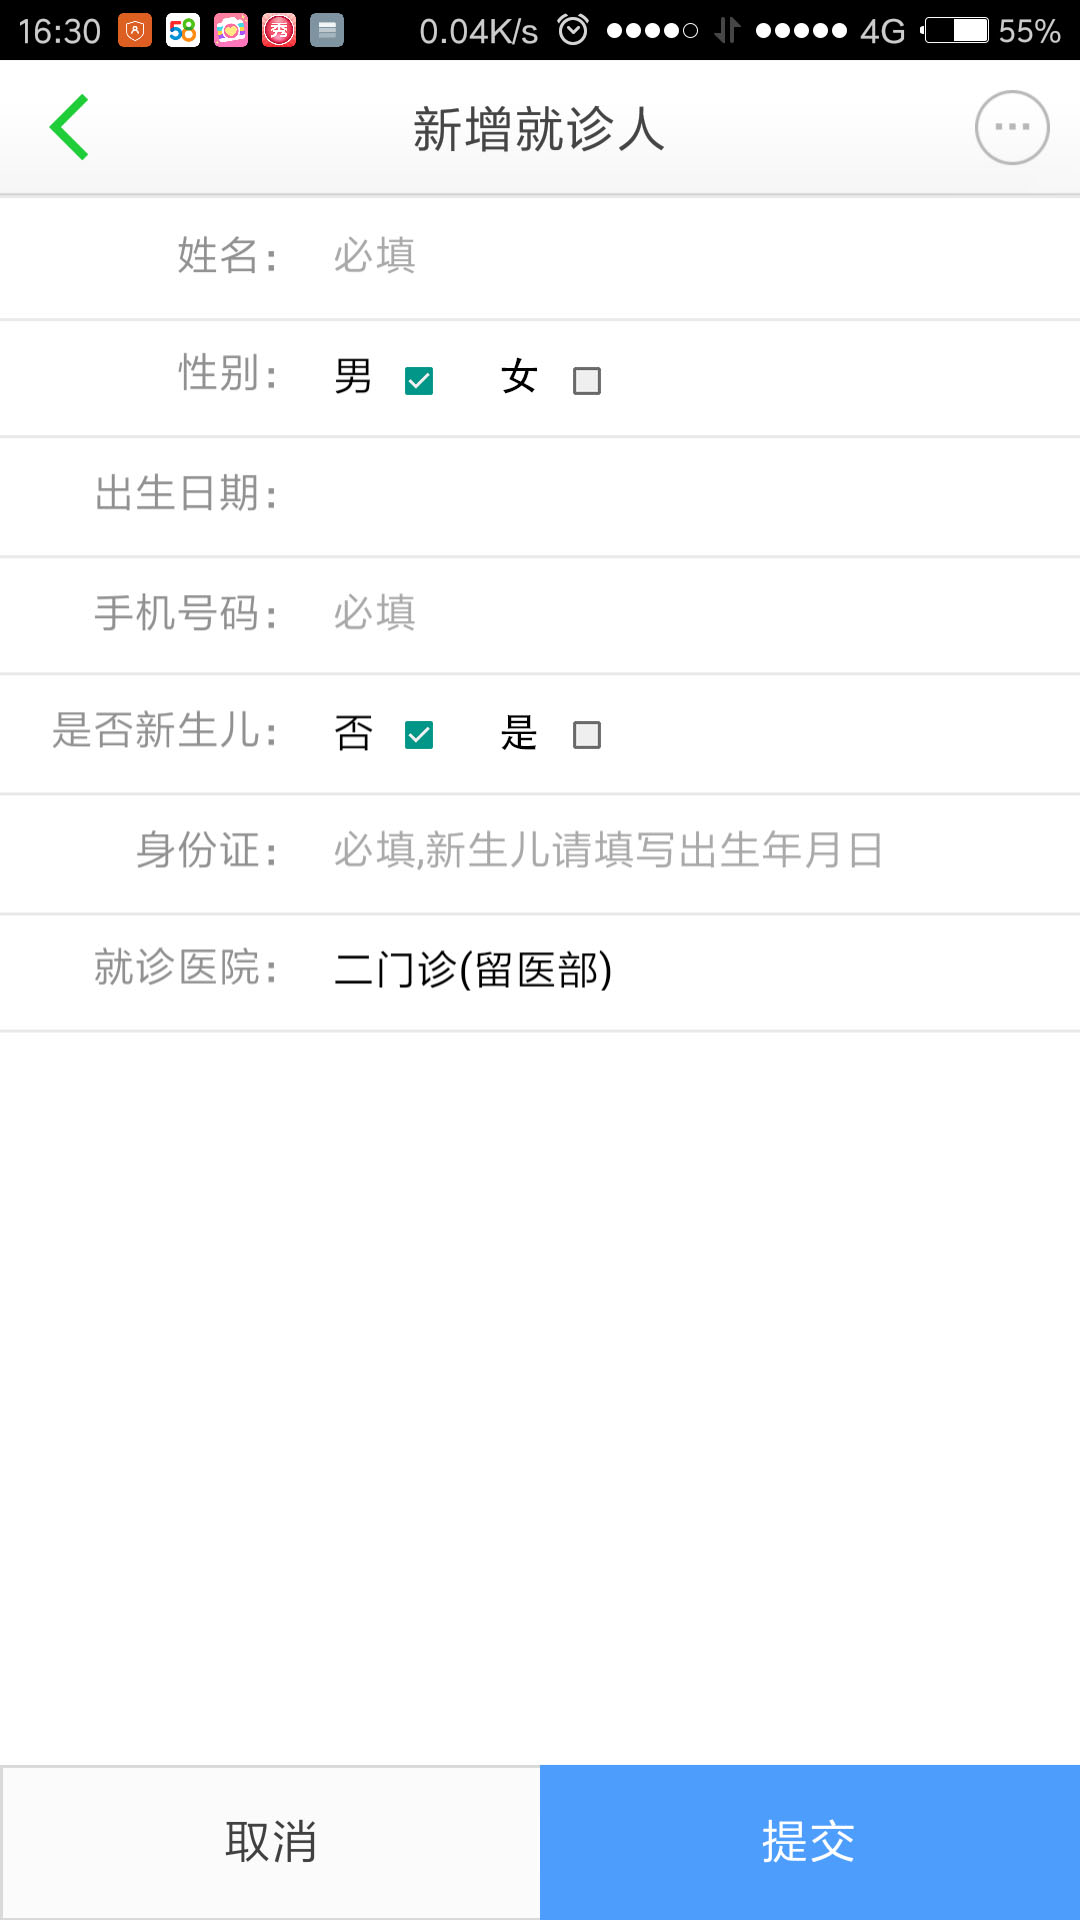 16:30 58 秀 0.04K/s 4G 55%
新增就诊人
姓名： 必填
性别： 男 女
出生日期：
手机号码： 必填
是否新生儿： 否 是
身份证： 必填,新生儿请填写出生年月日
就诊医院： 二门诊(留医部)
取消 提交